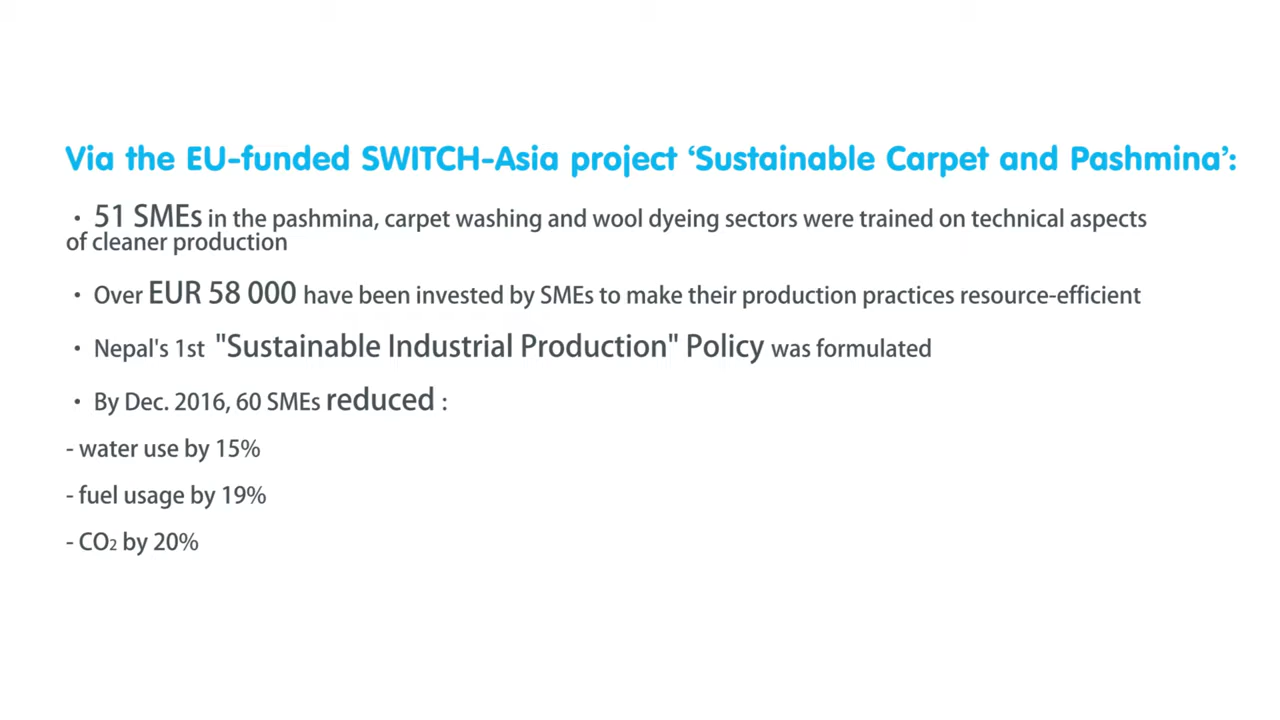 Via the EU-funded SWITCH-Asia project ‘Sustainable Carpet and Pashmina’:
• 51 SMEs in the pashmina, carpet washing and wool dyeing sectors were trained on technical aspects
of cleaner production
• Over EUR 58 000 have been invested by SMEs to make their production practices resource-efficient
• Nepal's 1st "Sustainable Industrial Production" Policy was formulated
• By Dec. 2016, 60 SMEs reduced :
- water use by 15%
- fuel usage by 19%
- CO2 by 20%